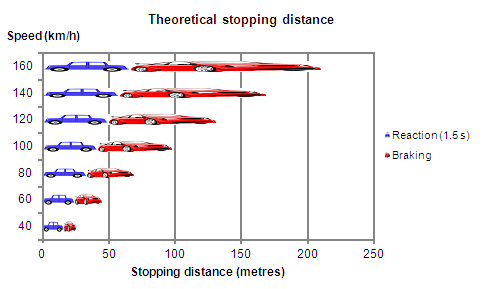 Theoretical stopping distance
Speed (km/h)
160
140
120
100
80
60
40
0 50 100 150 200 250
Stopping distance (metres)
Reaction (1.5 s)
Braking